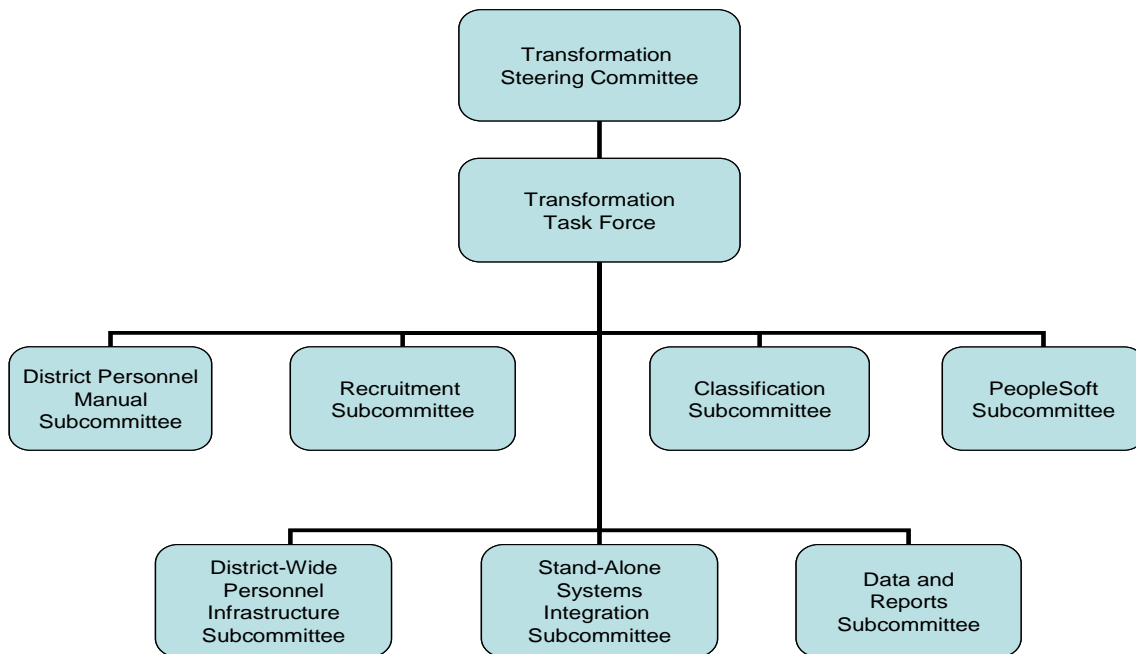 Transformation
Steering Committee
Transformation
Task Force
District Personnel
Manual
Subcommittee
Recruitment
Subcommittee
Classification
Subcommittee
PeopleSoft
Subcommittee
District-Wide
Personnel
Infrastructure
Subcommittee
Stand-Alone
Systems
Integration
Subcommittee
Data and
Reports
Subcommittee